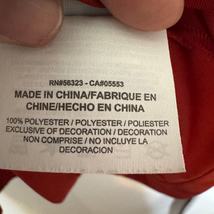 RN#56323 - CA#05553
MADE IN CHINA/FABRIQUE EN
CHINE/HECHO EN CHINA
100% POLYESTER / POLYESTER / POLIESTER
EXCLUSIVE OF DECORATION / DECORATION
NON COMPRISE / NO INCLUYE LA
DECORACION